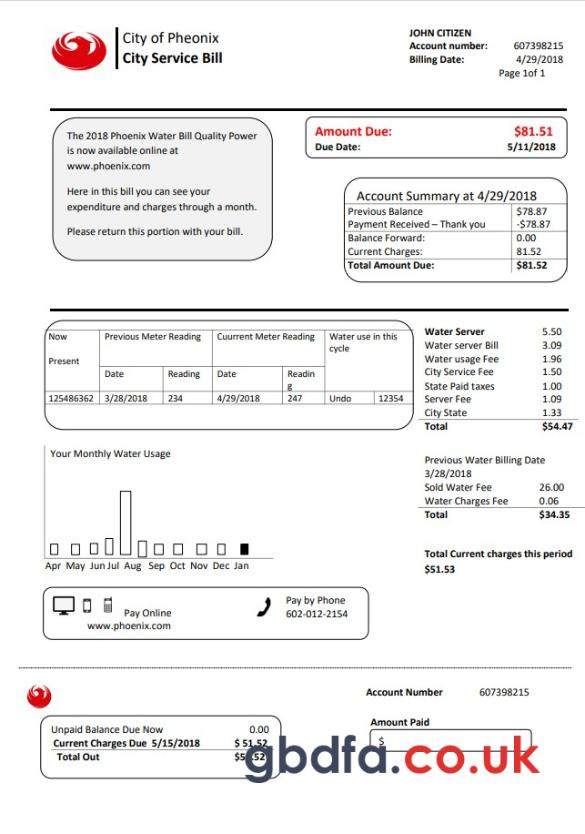 City of Pheonix
City Service Bill
JOHN CITIZEN
Account number: 607398215
Billing Date: 4/29/2018
Page 1of 1
The 2018 Phoenix Water Bill Quality Power
is now available online at
www.phoenix.com
Here in this bill you can see your
expenditure and charges through a month.
Please return this portion with your bill.
Amount Due: $81.51
Due Date: 5/11/2018
Account Summary at 4/29/2018
Previous Balance $78.87
Payment Received – Thank you -$78.87
Balance Forward: 0.00
Current Charges: 81.52
Total Amount Due: $81.52
Now Previous Meter Reading Cuurrent Meter Reading Water use in this
cycle
Present
Date Reading Date Readin
g
125486362 3/28/2018 234 4/29/2018 247 Undo 12354
Water Server 5.50
Water server Bill 3.09
Water usage Fee 1.96
City Service Fee 1.50
State Paid taxes 1.00
Server Fee 1.09
City State 1.33
Total $54.47
Your Monthly Water Usage
Apr May Jun Jul Aug Sep Oct Nov Dec Jan
Previous Water Billing Date
3/28/2018
Sold Water Fee 26.00
Water Charges Fee 0.06
Total $34.35
Total Current charges this period
$51.53
Pay Online
www.phoenix.com
Pay by Phone
602-012-2154
Account Number 607398215
Amount Paid
$
Unpaid Balance Due Now 0.00
Current Charges Due 5/15/2018 $ 51.52
Total Out
gbdfa.co.uk